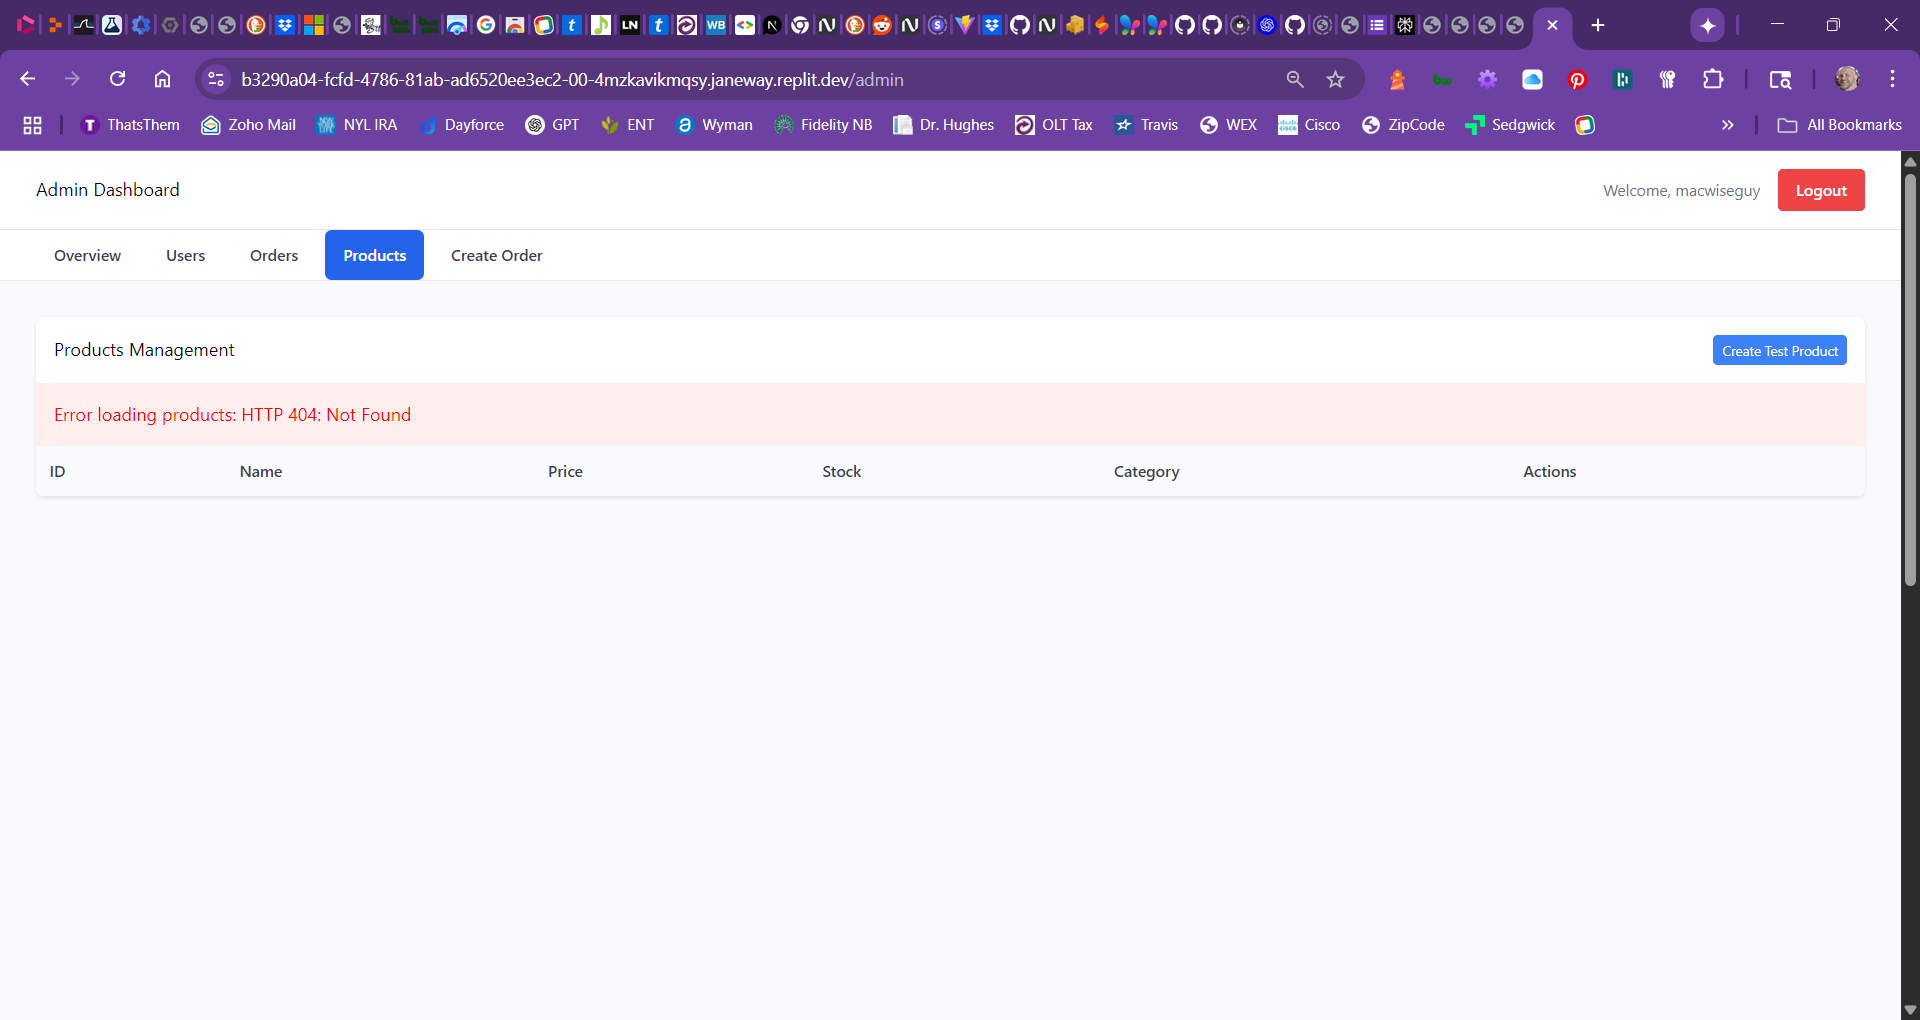 LN
WB
b3290a04-fcfd-4786-81ab-ad6520ee3ec2-00-4mzkavikmqsy.janeway.replit.dev/admin
ThatsThem
Zoho Mail
NYL IRA
Dayforce
GPT
ENT
Wyman
Fidelity NB
Dr. Hughes
OLT Tax
Travis
WEX
Cisco
ZipCode
Sedgwick
All Bookmarks
Admin Dashboard
Welcome, macwiseguy
Logout
Overview
Users
Orders
Products
Create Order
Products Management
Create Test Product
Error loading products: HTTP 404: Not Found
ID
Name
Price
Stock
Category
Actions